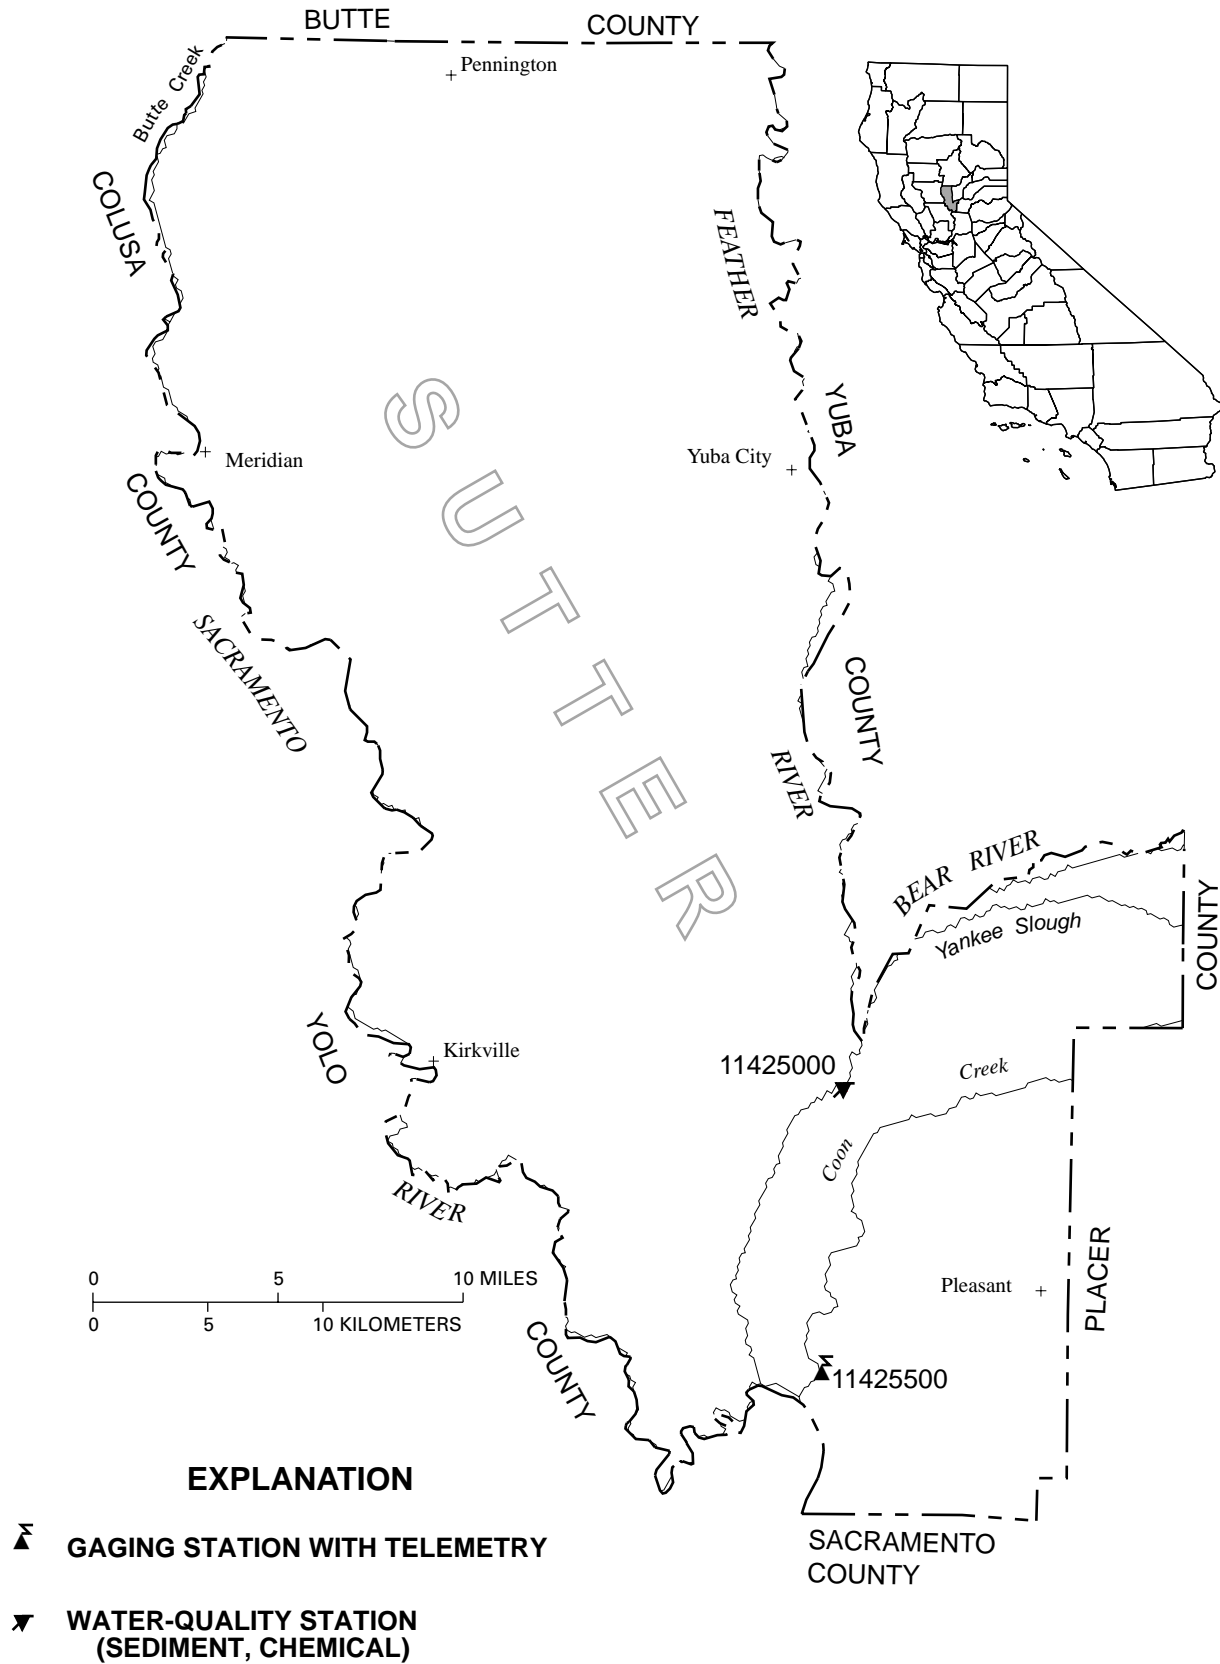 BUTTE COUNTY
Pennington
Butte Creek
COLUSA
FEATHER
SUTTER
YUBA
Yuba City
Meridian
COUNTY
SACRAMENTO
COUNTY
RIVER
BEAR RIVER
Yankee Slough
COUNTY
YOLO
Kirkville
11425000
Creek
Coon
RIVER
PLACER
Pleasant
0 5 10 MILES
0 5 10 KILOMETERS
COUNTY
11425500
EXPLANATION
GAGING STATION WITH TELEMETRY
WATER-QUALITY STATION
(SEDIMENT, CHEMICAL)
SACRAMENTO
COUNTY